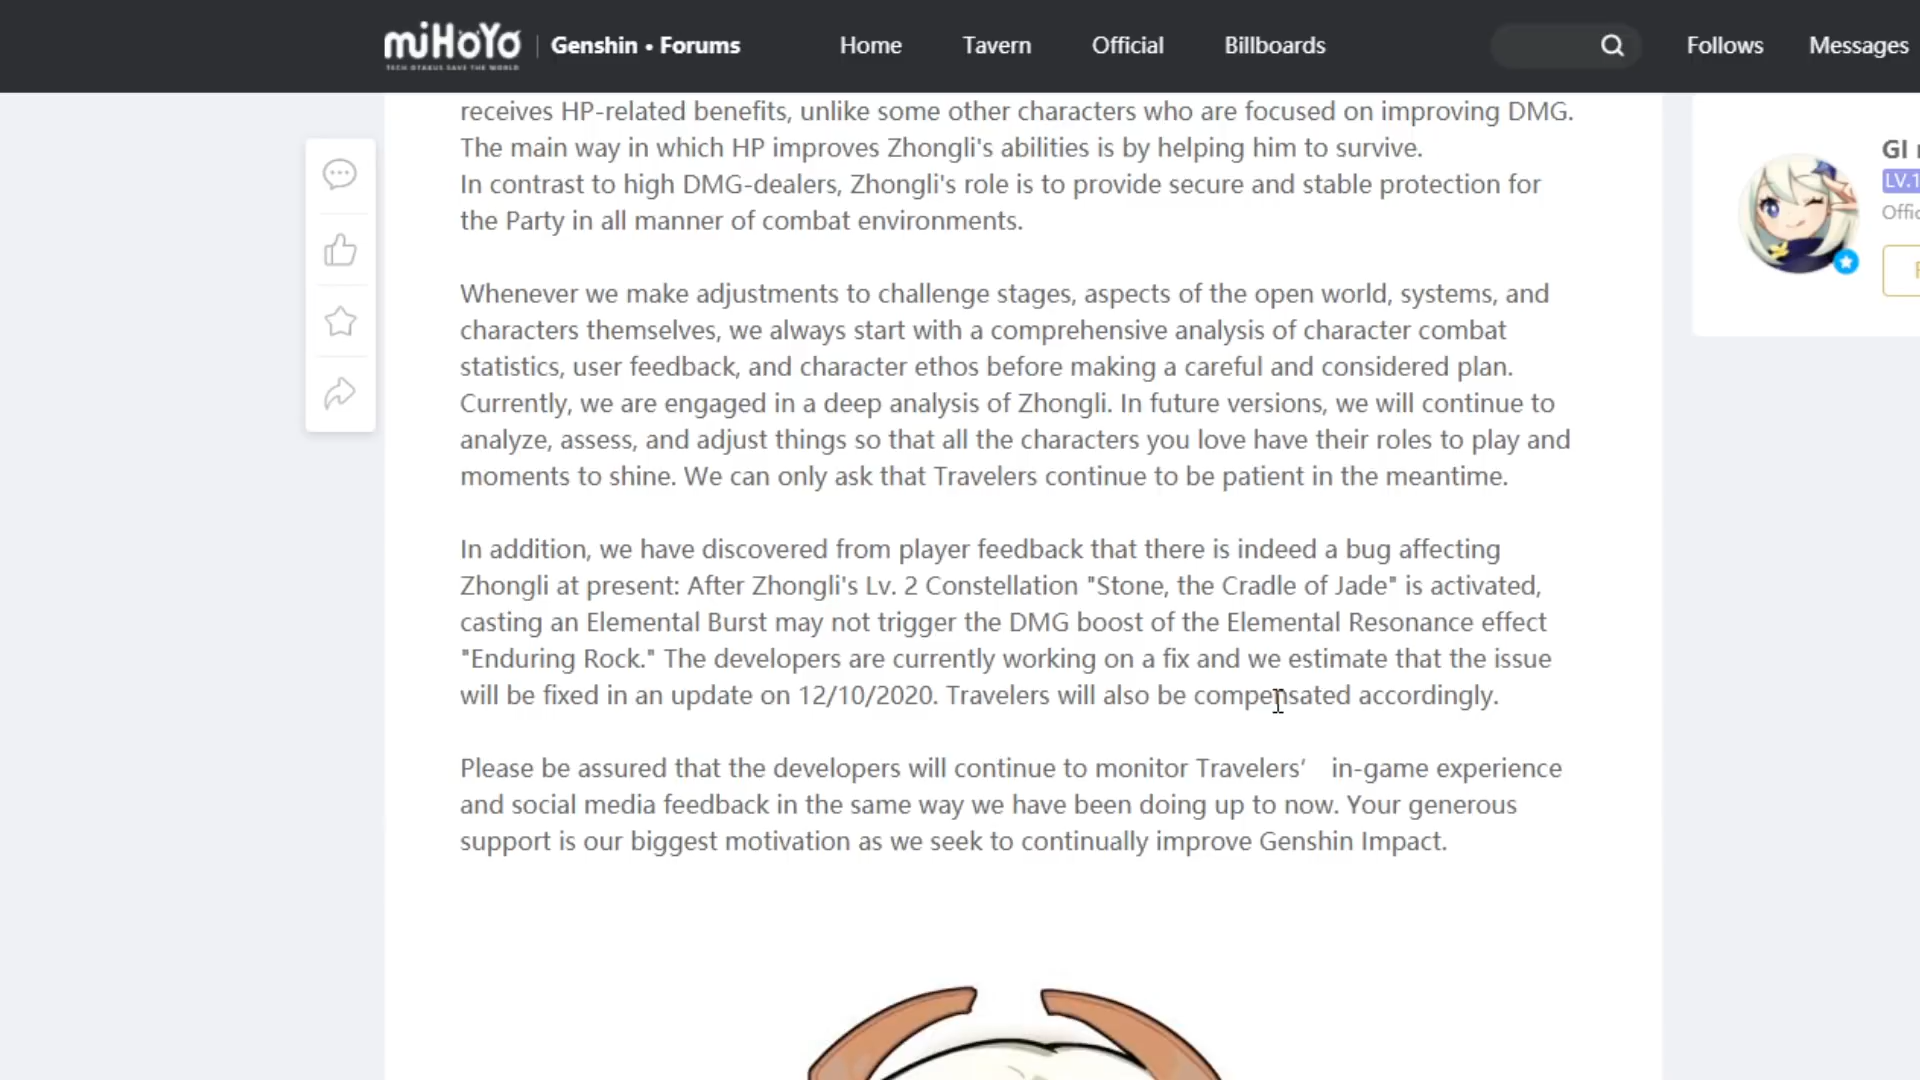 miHoYo
TECH OTAKUS SAVE THE WORLD
Genshin • Forums
Home
Tavern
Official
Billboards
Follows
Messages
receives HP-related benefits, unlike some other characters who are focused on improving DMG.
The main way in which HP improves Zhongli's abilities is by helping him to survive.
In contrast to high DMG-dealers, Zhongli's role is to provide secure and stable protection for
the Party in all manner of combat environments.
Whenever we make adjustments to challenge stages, aspects of the open world, systems, and
characters themselves, we always start with a comprehensive analysis of character combat
statistics, user feedback, and character ethos before making a careful and considered plan.
Currently, we are engaged in a deep analysis of Zhongli. In future versions, we will continue to
analyze, assess, and adjust things so that all the characters you love have their roles to play and
moments to shine. We can only ask that Travelers continue to be patient in the meantime.
In addition, we have discovered from player feedback that there is indeed a bug affecting
Zhongli at present: After Zhongli's Lv. 2 Constellation "Stone, the Cradle of Jade" is activated,
casting an Elemental Burst may not trigger the DMG boost of the Elemental Resonance effect
"Enduring Rock." The developers are currently working on a fix and we estimate that the issue
will be fixed in an update on 12/10/2020. Travelers will also be compensated accordingly.
Please be assured that the developers will continue to monitor Travelers’ in-game experience
and social media feedback in the same way we have been doing up to now. Your generous
support is our biggest motivation as we seek to continually improve Genshin Impact.
GI
LV.1